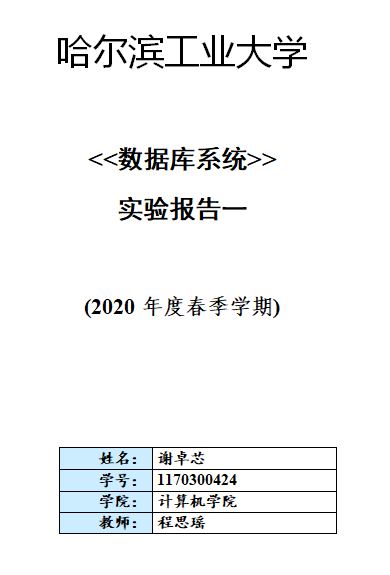 哈尔滨工业大学
<<数据库系统>>
实验报告一
(2020 年度春季学期)
姓名： 谢卓芯
学号： 1170300424
学院： 计算机学院
教师： 程思瑶